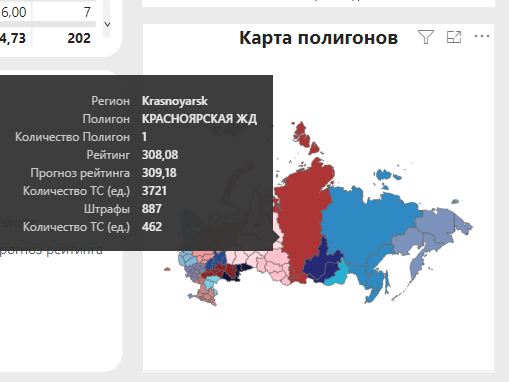 6,00 7
4,73 202
Карта полигонов
Регион Krasnoyarsk
Полигон КРАСНОЯРСКАЯ ЖД
Количество Полигон 1
Рейтинг 308,08
Прогноз рейтинга 309,18
Количество ТС (ед.) 3721
Штрафы 887
Количество ТС (ед.) 462
рогноз рейтинга